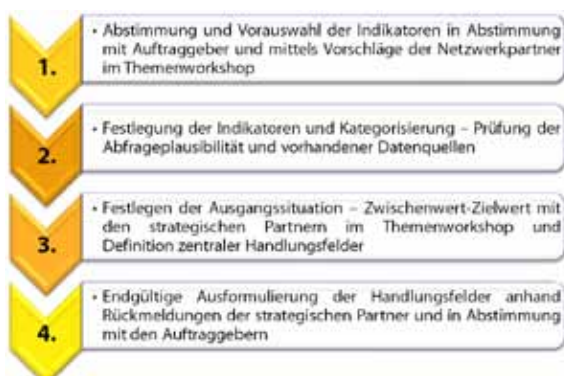 1.
• Abstimmung und Vorauswahl der Indikatoren in Abstimmung
mit Auftraggeber und mittels Vorschläge der Netzwerkpartner
im Themenworkshop
2.
• Festlegung der Indikatoren und Kategorisierung – Prüfung der
Abfrageplausibilität und vorhandener Datenquellen
3.
• Festlegen der Ausgangssituation – Zwischenwert-Zielwert mit
den strategischen Partnern im Themenworkshop und
Definition zentraler Handlungsfelder
4.
• Endgültige Ausformulierung der Handlungsfelder anhand
Rückmeldungen der strategischen Partner und in Abstimmung
mit den Auftraggebern